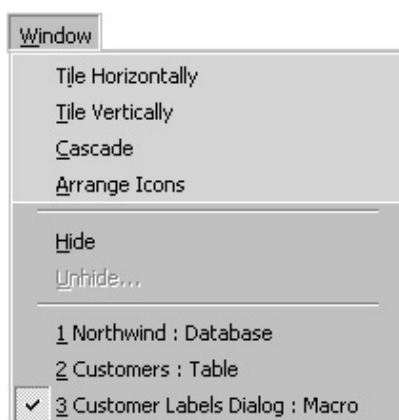 Window
Tile Horizontally
Tile Vertically
Cascade
Arrange Icons
Hide
Unhide...
1 Northwind : Database
2 Customers : Table
3 Customer Labels Dialog : Macro